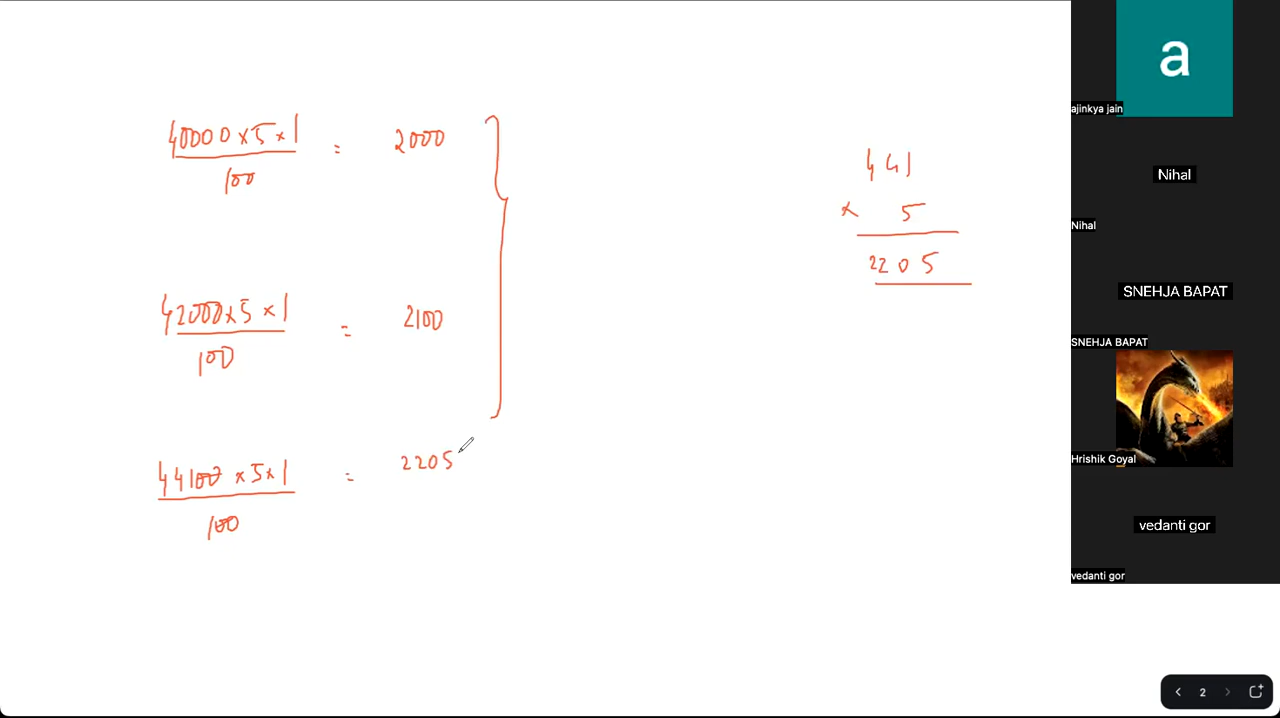 40000 × 5 × 1 / 100 = 2000
42000 × 5 × 1 / 100 = 2100
44100 × 5 × 1 / 100 = 2205
441
× 5
2205
a
ajinkya jain
Nihal
Nihal
SNEHJA BAPAT
SNEHJA BAPAT
Hrishik Goyal
vedanti gor
vedanti gor
2